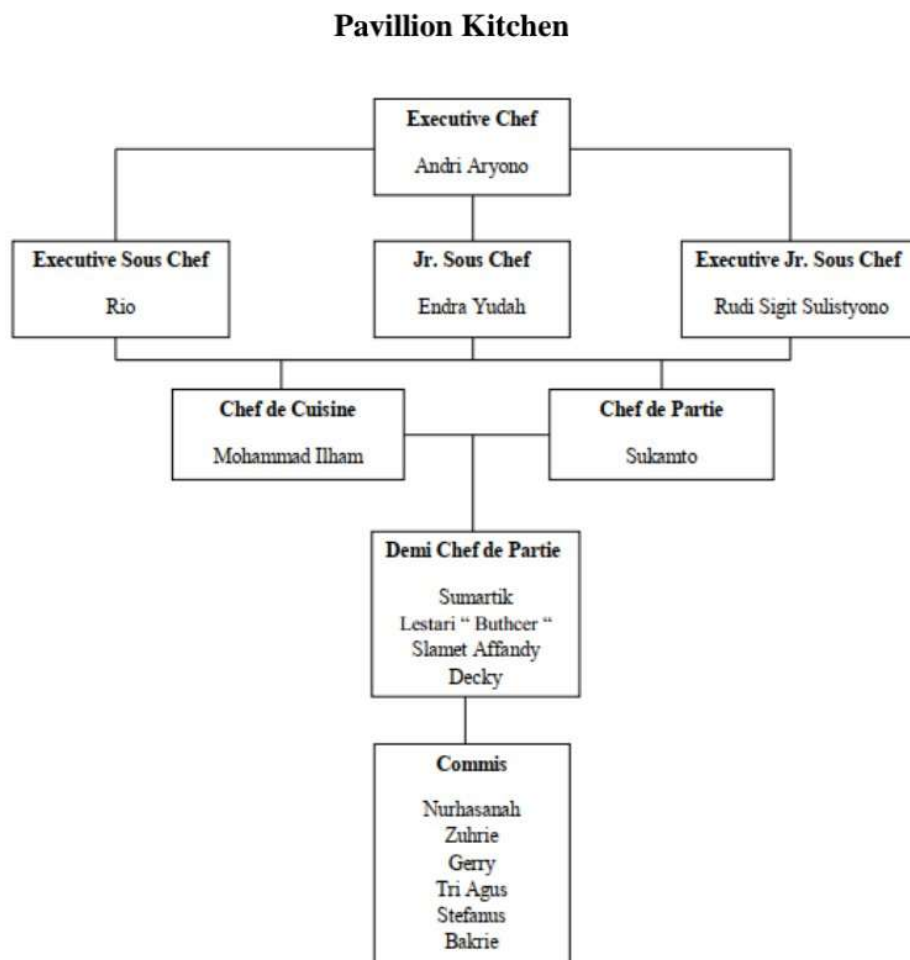 Pavillion Kitchen
Executive Chef
Andri Aryono
Executive Sous Chef
Rio
Jr. Sous Chef
Endra Yudah
Executive Jr. Sous Chef
Rudi Sigit Sulistyono
Chef de Cuisine
Mohammad Ilham
Chef de Partie
Sukamto
Demi Chef de Partie
Sumartik
Lestari “ Buthcer “
Slamet Affandy
Decky
Commis
Nurhasanah
Zuhrie
Gerry
Tri Agus
Stefanus
Bakrie